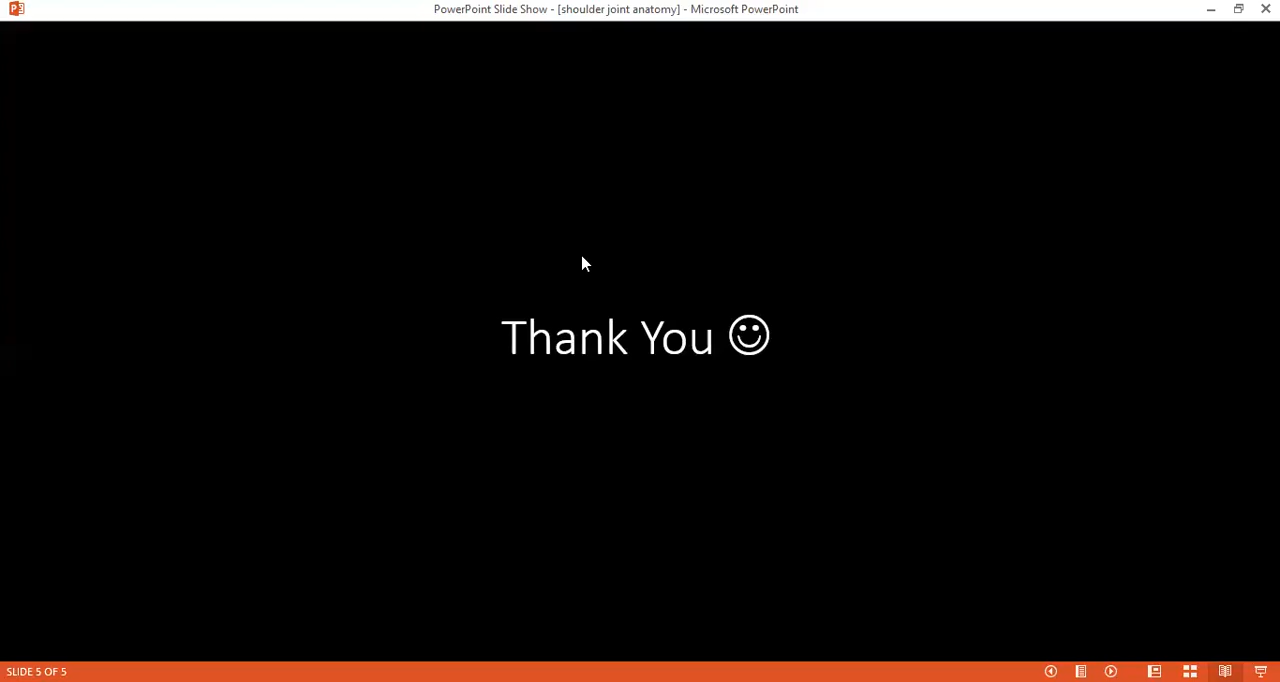 PowerPoint Slide Show - [shoulder joint anatomy] - Microsoft PowerPoint
Thank You ☺
SLIDE 5 OF 5